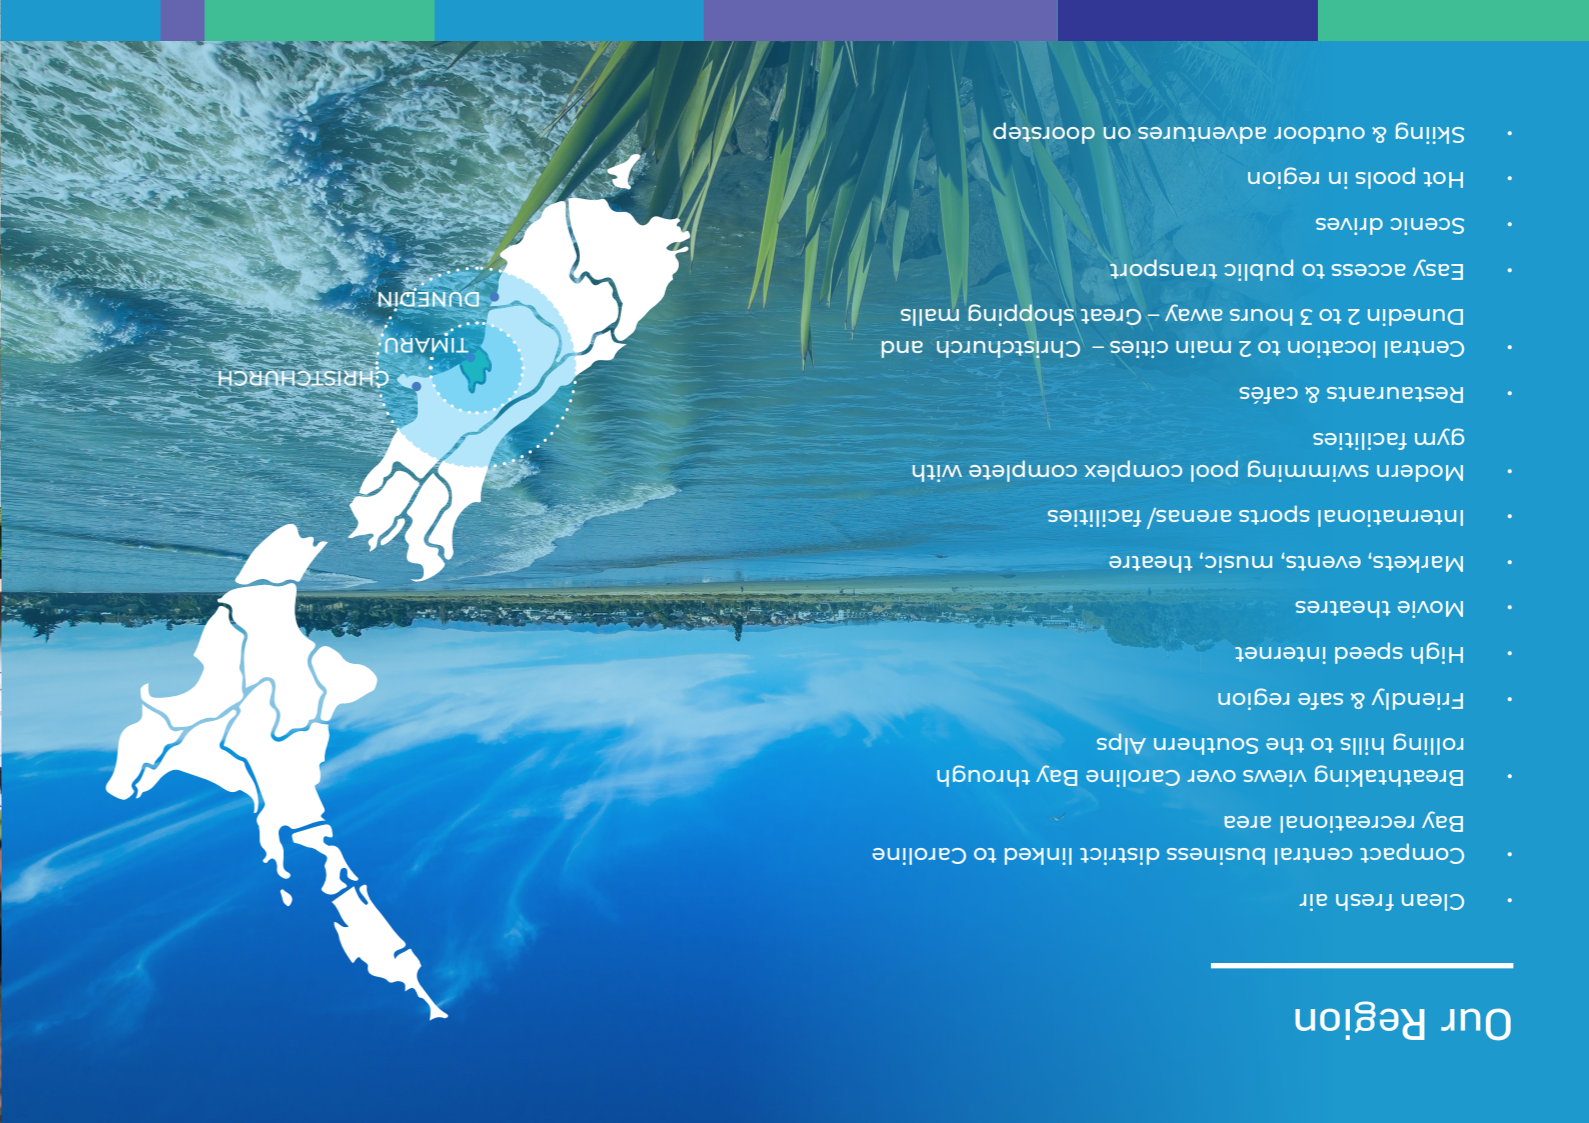 Our Region
• Clean fresh air
• Compact central business district linked to Caroline
Bay recreational area
• Breathtaking views over Caroline Bay through
rolling hills to the Southern Alps
• Friendly & safe region
• High speed internet
• Movie theatres
• Markets, events, music, theatre
• International sports arenas/ facilities
• Modern swimming pool complex complete with
gym facilities
• Restaurants & cafés
• Central location to 2 main cities – Christchurch and
Dunedin 2 to 3 hours away – Great shopping malls
• Easy access to public transport
• Scenic drives
• Hot pools in region
• Skiing & outdoor adventures on doorstep
CHRISTCHURCH
TIMARU
DUNEDIN